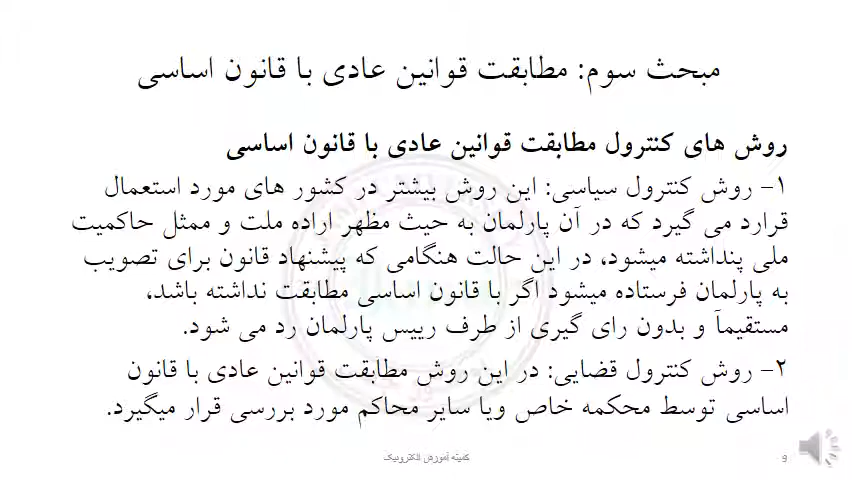 مبحث سوم: مطابقت قوانین عادی با قانون اساسی
روش های کنترول مطابقت قوانین عادی با قانون اساسی
۱- روش کنترول سیاسی: این روش بیشتر در کشور های مورد استعمال
قرارد می گیرد که در آن پارلمان به حیث مظهر اراده ملت و ممثل حاکمیت
ملی پنداشته میشود، در این حالت هنگامی که پیشنهاد قانون برای تصویب
به پارلمان فرستاده میشود اگر با قانون اساسی مطابقت نداشته باشد،
مستقیمآ و بدون رای گیری از طرف رییس پارلمان رد می شود.
۲- روش کنترول قضایی: در این روش مطابقت قوانین عادی با قانون
اساسی توسط محکمه خاص ویا سایر محاکم مورد بررسی قرار میگیرد.
کمیته آموزش الکترونیک
۹